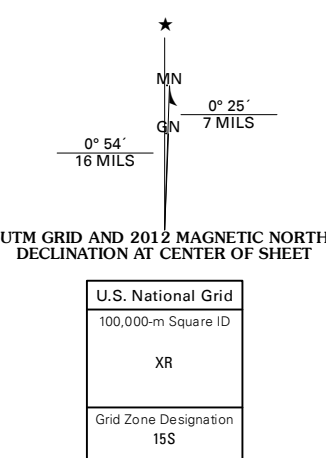 ★
MN
0° 25´
7 MILS
GN
0° 54´
16 MILS
UTM GRID AND 2012 MAGNETIC NORTH
DECLINATION AT CENTER OF SHEET
U.S. National Grid
100,000-m Square ID
XR
Grid Zone Designation
15S